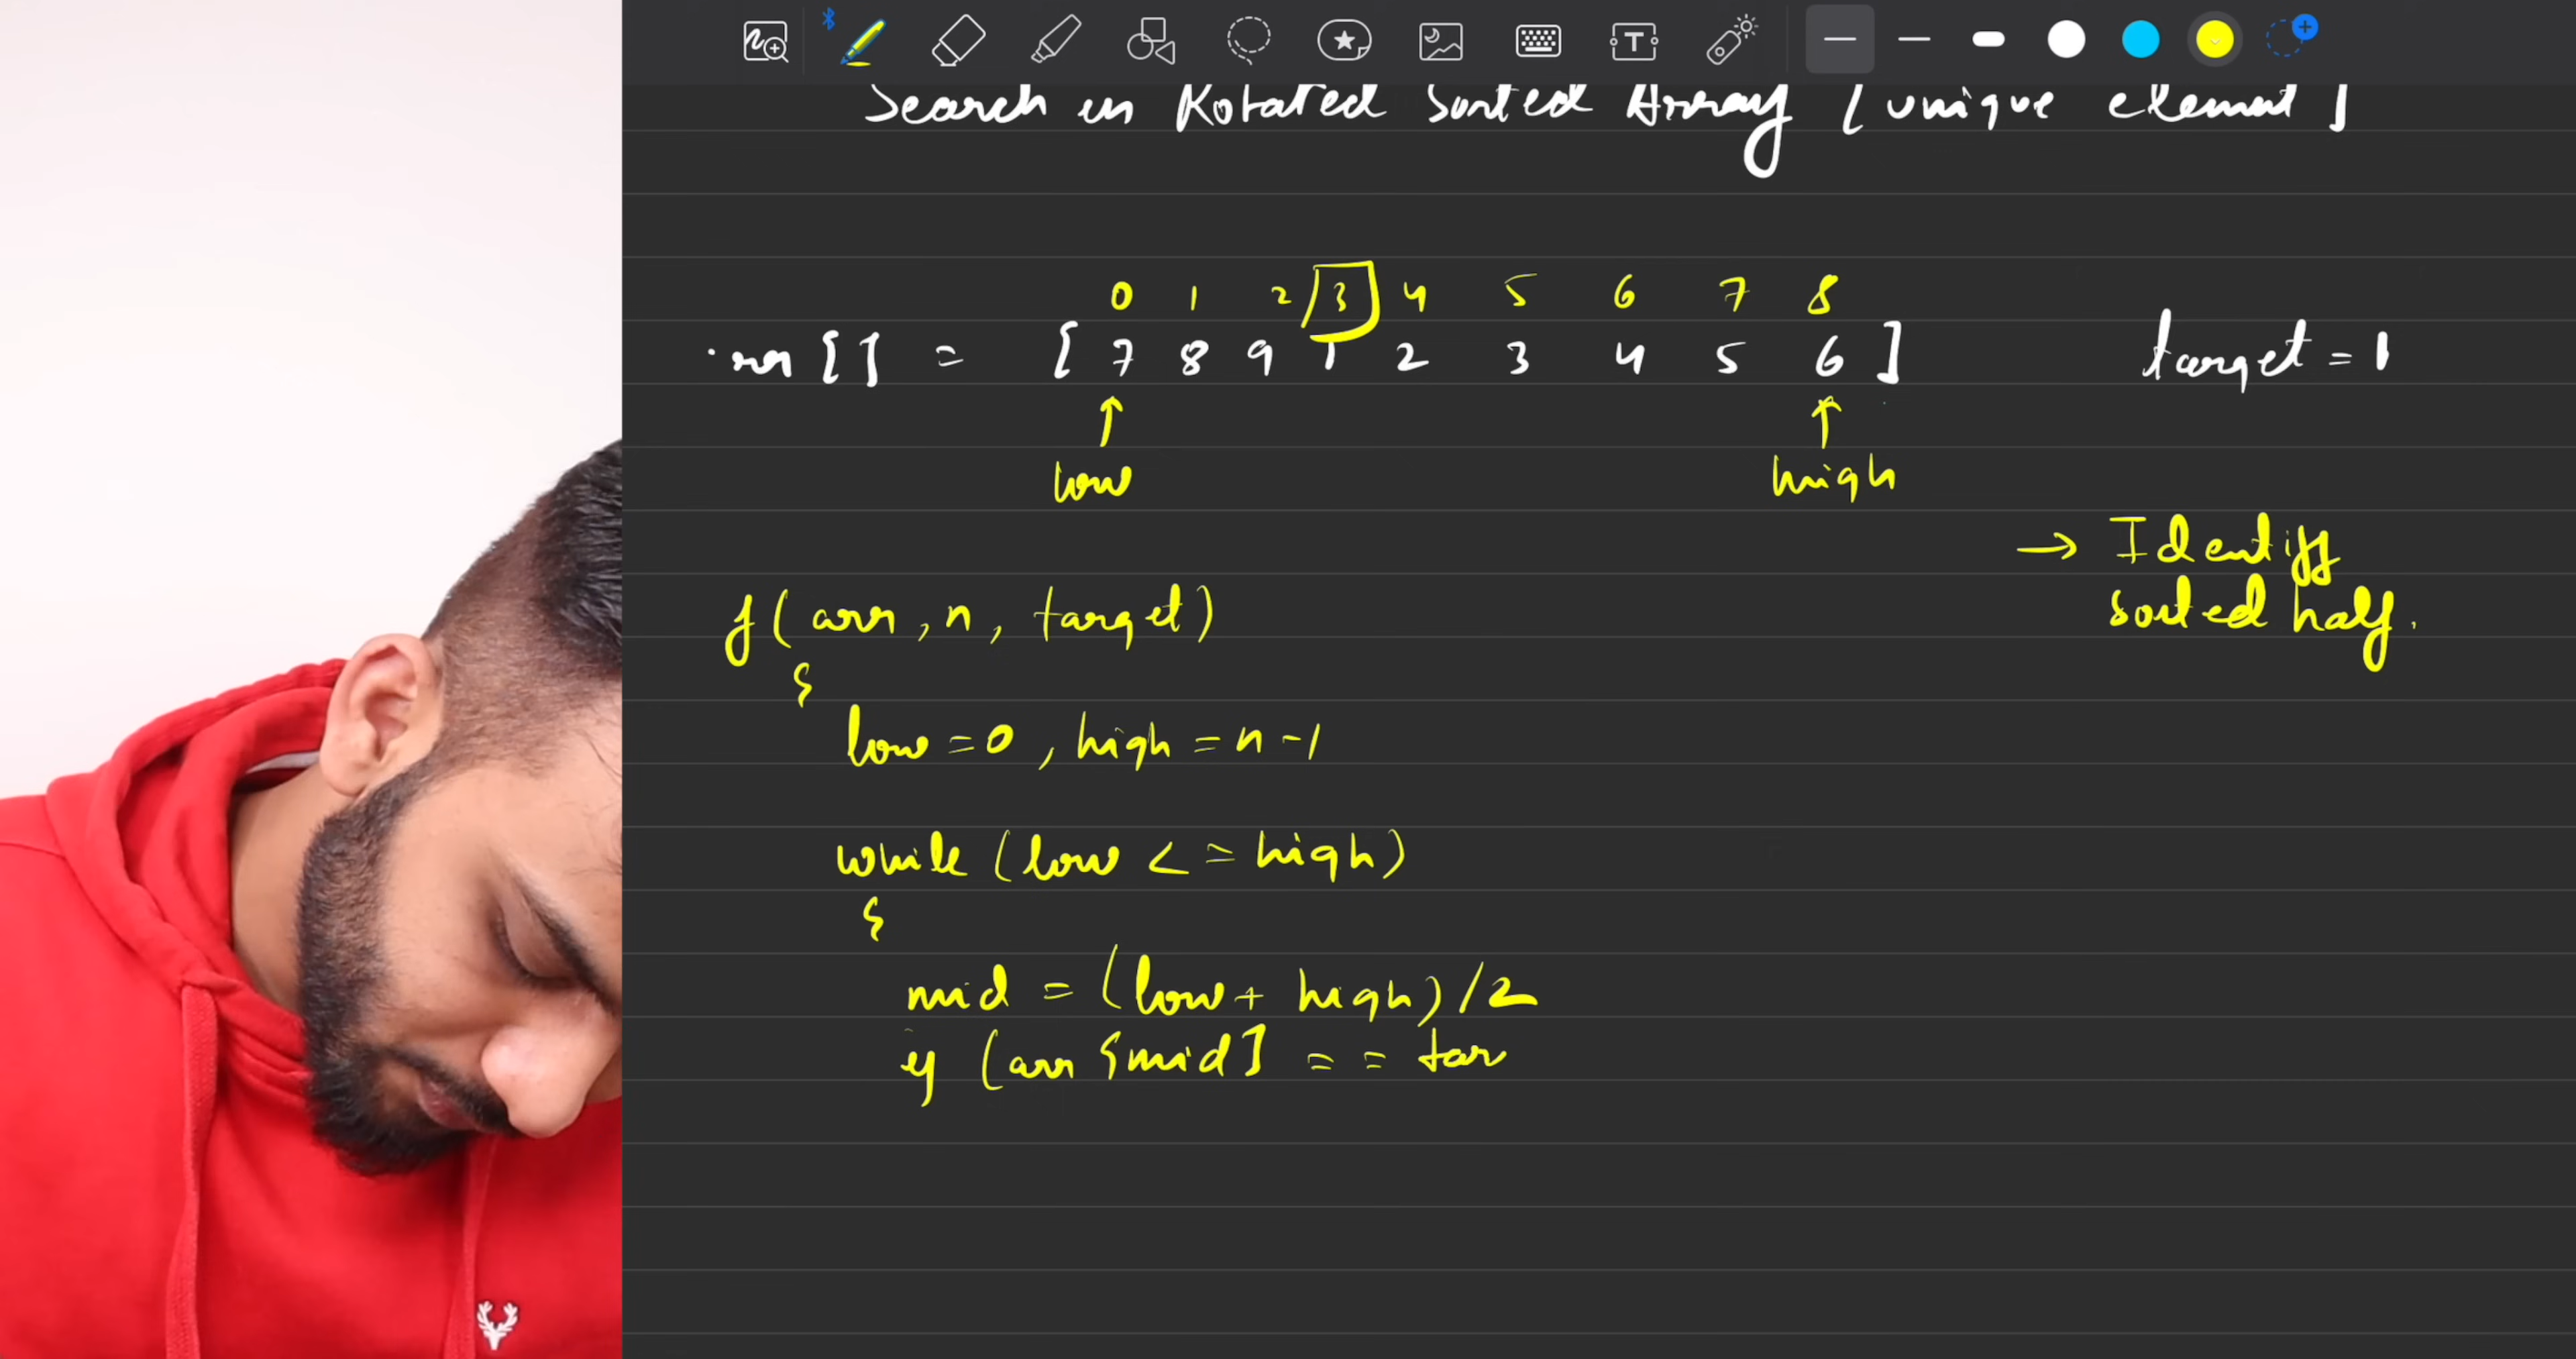 Search in Rotated Sorted Array [unique element]
0 1 2 3 4 5 6 7 8
arr[] = [ 7 8 9 1 2 3 4 5 6 ] target = 1
low high
→ Identify
sorted half.
f(arr, n, target)
{
low = 0, high = n-1
while (low <= high)
{
mid = (low + high)/2
if (arr[mid] == tar